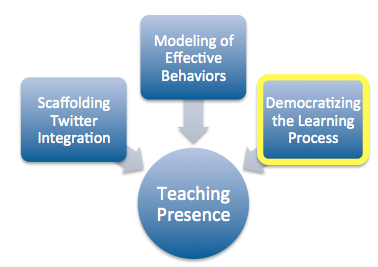 Modeling of
Effective
Behaviors
Scaffolding
Twitter
Integration
Democratizing
the Learning
Process
Teaching
Presence